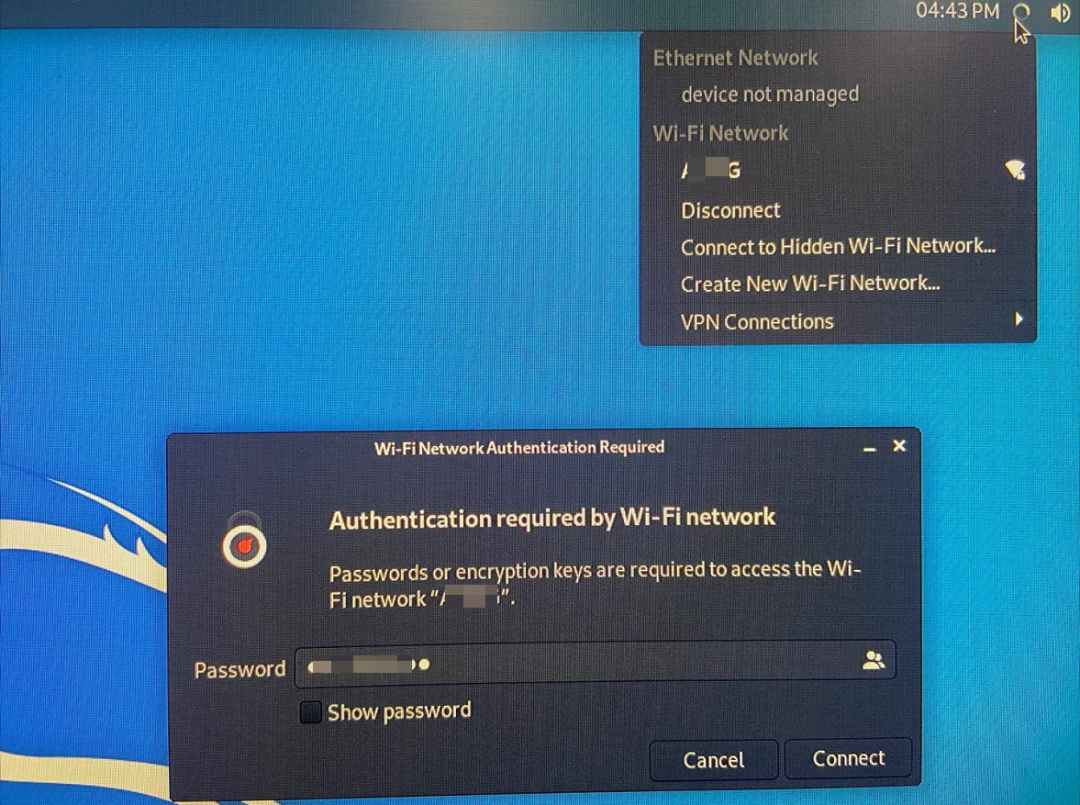 04:43 PM
Ethernet Network
device not managed
Wi-Fi Network
Disconnect
Connect to Hidden Wi-Fi Network...
Create New Wi-Fi Network...
VPN Connections
Wi-Fi Network Authentication Required
Authentication required by Wi-Fi network
Passwords or encryption keys are required to access the Wi-
Fi network "
Password
Show password
Cancel
Connect